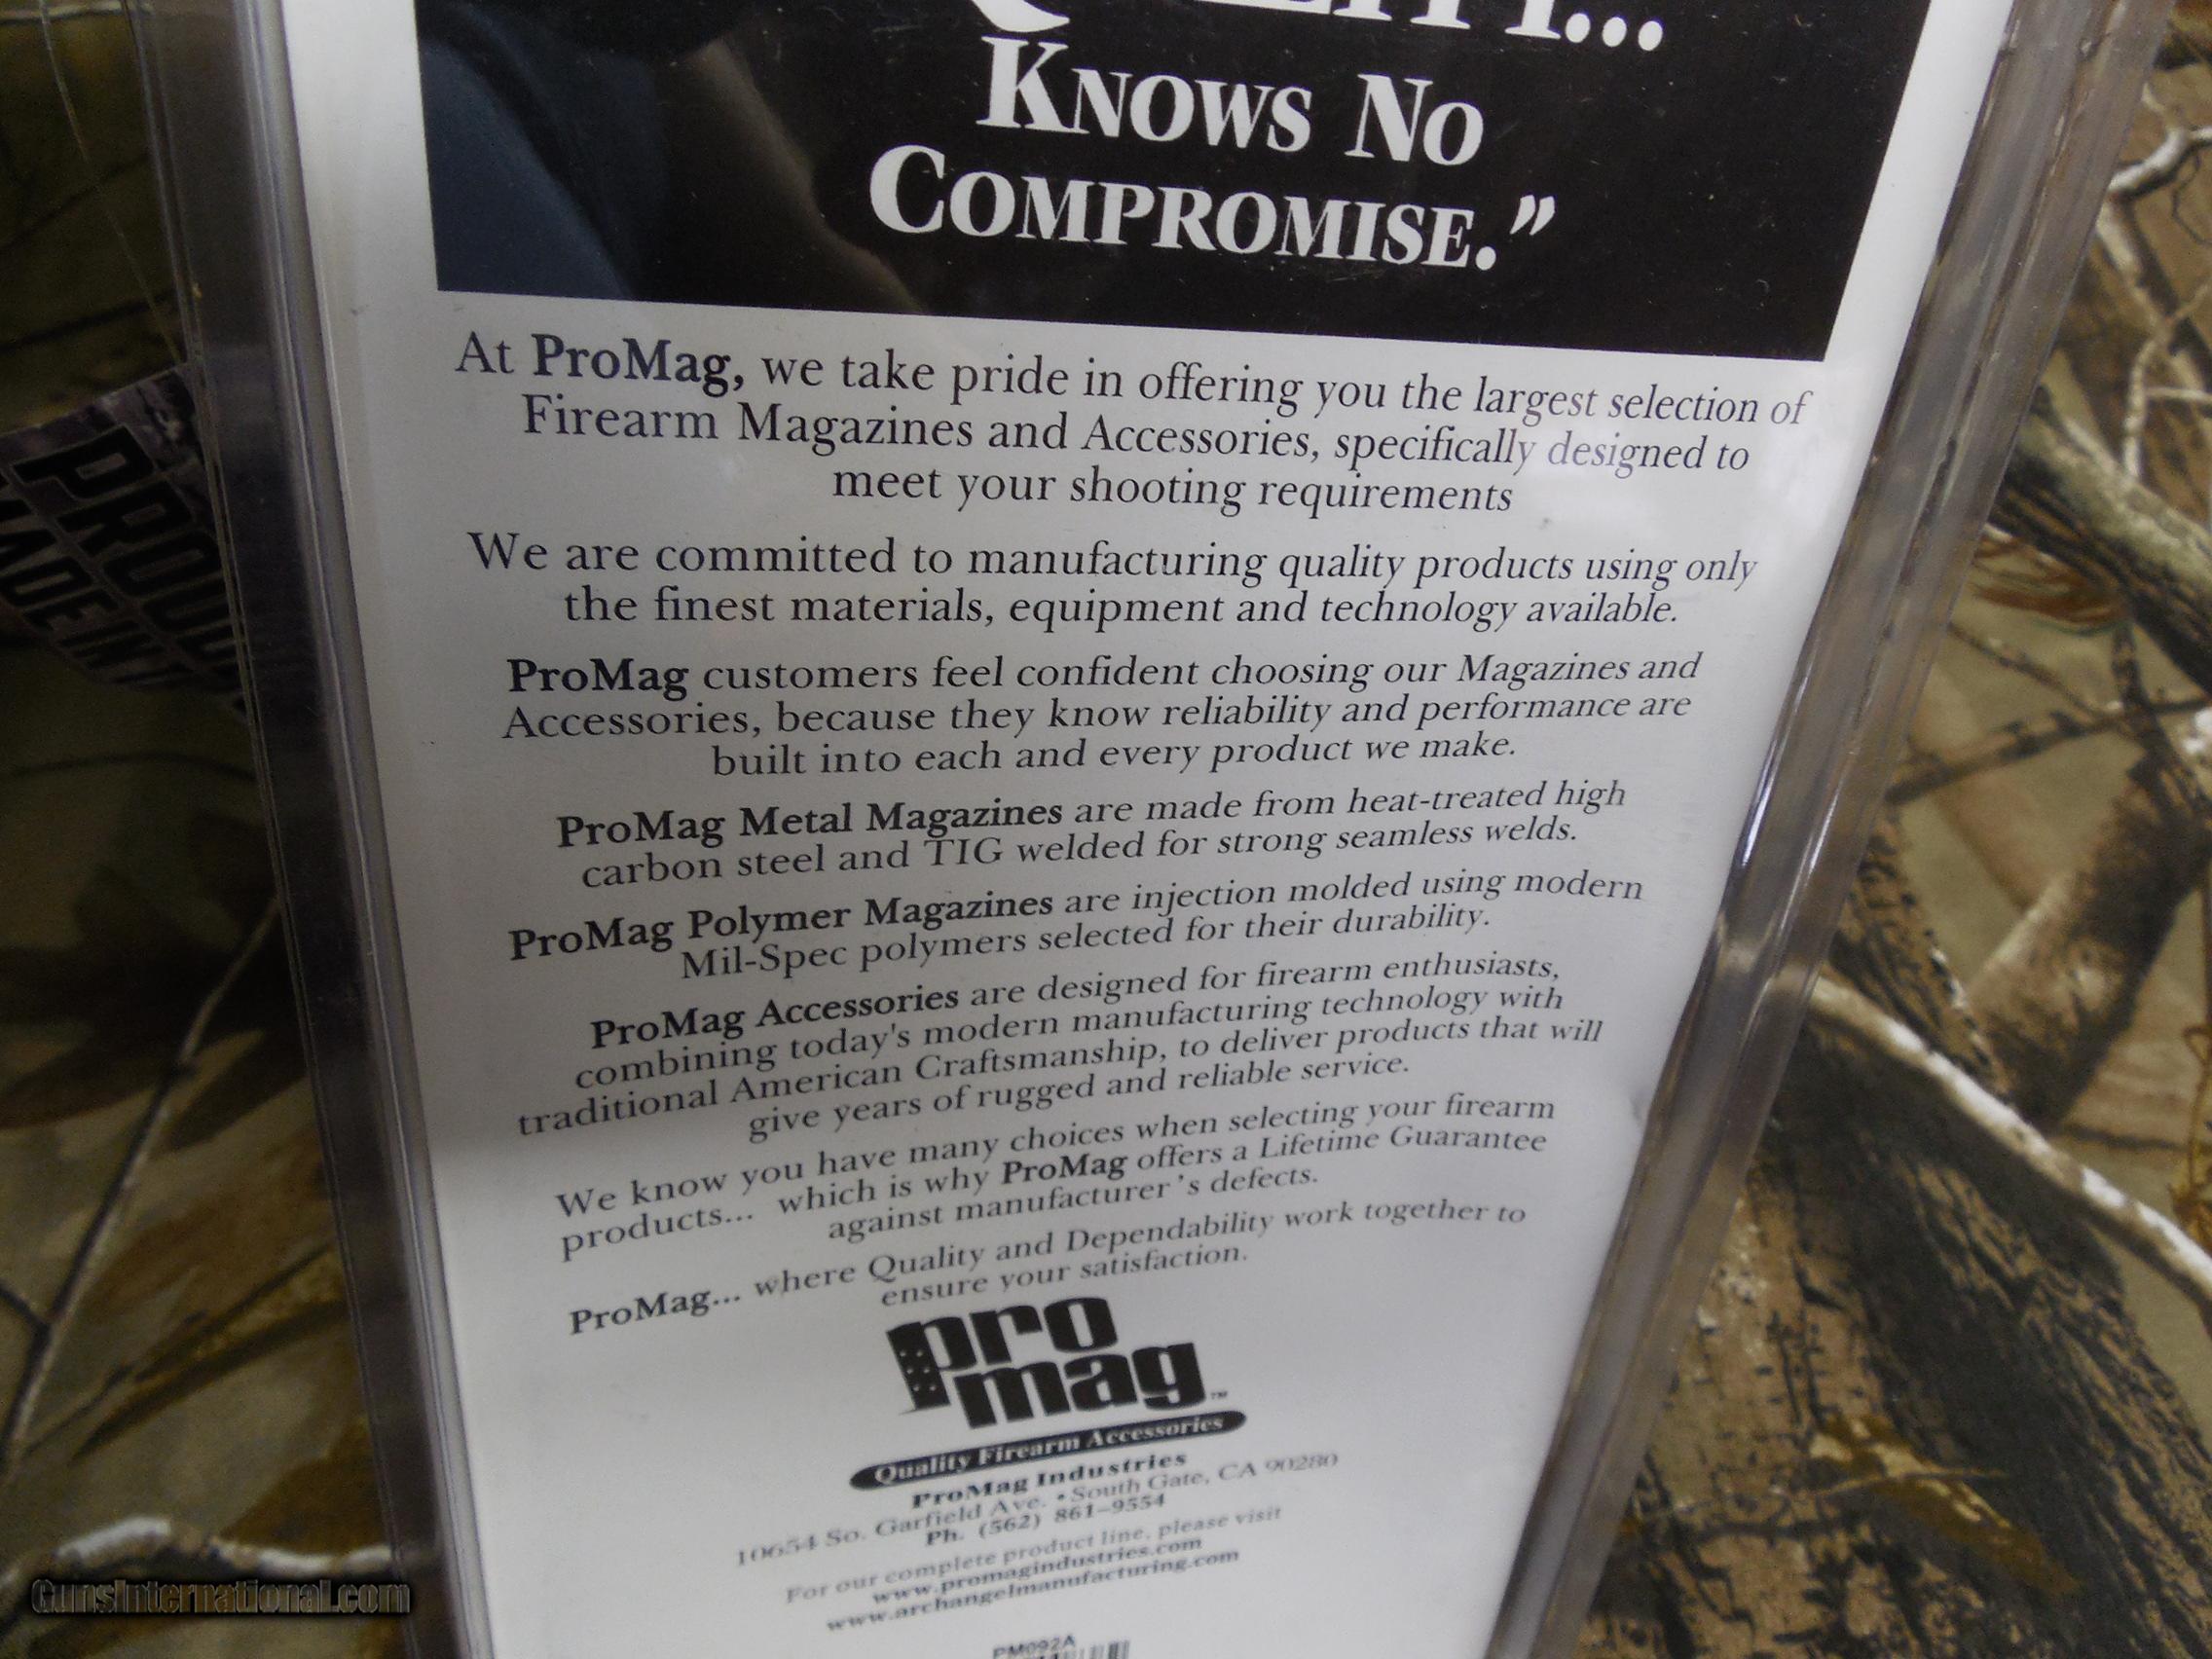 KNOWS NO
COMPROMISE."
At ProMag, we take pride in offering you the largest selection of
Firearm Magazines and Accessories, specifically designed to
meet your shooting requirements
We are committed to manufacturing quality products using only
the finest materials, equipment and technology available.
ProMag customers feel confident choosing our Magazines and
Accessories, because they know reliability and performance are
built into each and every product we make.
ProMag Metal Magazines are made from heat-treated high
carbon steel and TIG welded for strong seamless welds.
ProMag Polymer Magazines are injection molded using modern
Mil-Spec polymers selected for their durability.
ProMag Accessories are designed for firearm enthusiasts,
combining today's modern manufacturing technology with
traditional American Craftsmanship, to deliver products that will
give years of rugged and reliable service.
We know you have many choices when selecting your firearm
products... which is why ProMag offers a Lifetime Guarantee
against manufacturer's defects.
ProMag... where Quality and Dependability work together to
ensure your satisfaction.
pro
mag™
Quality Firearm Accessories
ProMag Industries
10654 So. Garfield Ave. • South Gate, CA 90280
Ph. (562) 861-9554
For our complete product line, please visit
www.promagindustries.com
www.archangelmanufacturing.com
PM092A
MADE IN
GunsInternational.com